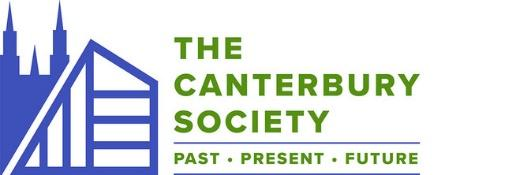 THE
CANTERBURY
SOCIETY
PAST • PRESENT • FUTURE